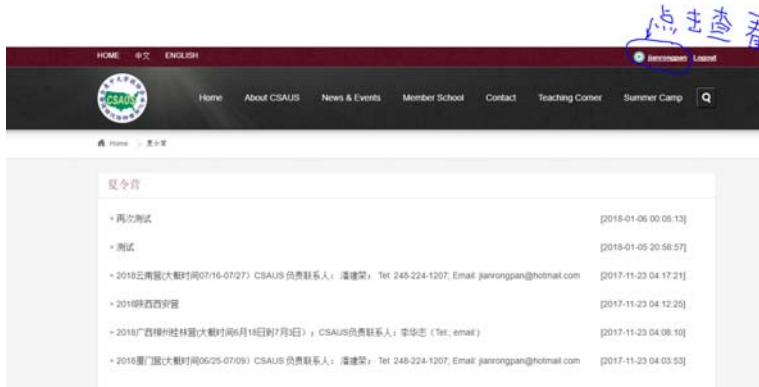 点击查看
HOME 中文 ENGLISH jianrongpan Logout
CSAUS
Home About CSAUS News & Events Member School Contact Teaching Corner Summer Camp
Home > 夏令营
夏令营
» 再次测试 [2018-01-06 00:05:13]
» 测试 [2018-01-05 20:58:57]
» 2018云南营(大概时间07/16-07/27）CSAUS 负责联系人：潘建荣； Tel: 248-224-1207; Email: jianrongpan@hotmail.com [2017-11-23 04:17:21]
» 2018陕西西安营 [2017-11-23 04:12:25]
» 2018广西柳州桂林营(大概时间6月18日到7月3日）；CSAUS负责联系人：李华志（Tel:; email:) [2017-11-23 04:08:10]
» 2018厦门营(大概时间06/25-07/09）CSAUS 负责联系人：潘建荣； Tel: 248-224-1207; Email: jianrongpan@hotmail.com [2017-11-23 04:03:53]